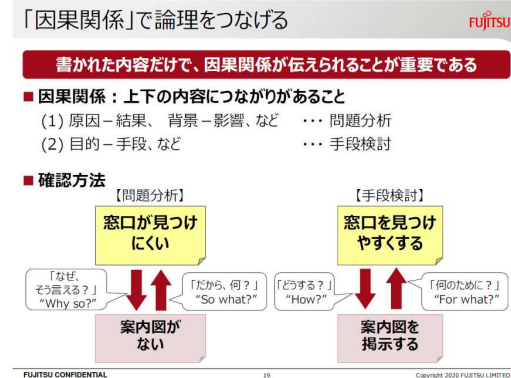 「因果関係」で論理をつなげる
FUJITSU
書かれた内容だけで、因果関係が伝えられることが重要である
■ 因果関係：上下の内容につながりがあること
(1) 原因－結果、 背景－影響、など ･･･ 問題分析
(2) 目的－手段、など ･･･ 手段検討
■ 確認方法
【問題分析】
窓口が見つけ
にくい
「なぜ、
そう言える？」
“Why so?”
「だから、何？」
“So what?”
案内図が
ない
【手段検討】
窓口を見つけ
やすくする
「どうする？」
“How?”
「何のために？」
“For what?”
案内図を
掲示する
FUJITSU CONFIDENTIAL
19
Copyright 2020 FUJITSU LIMITED